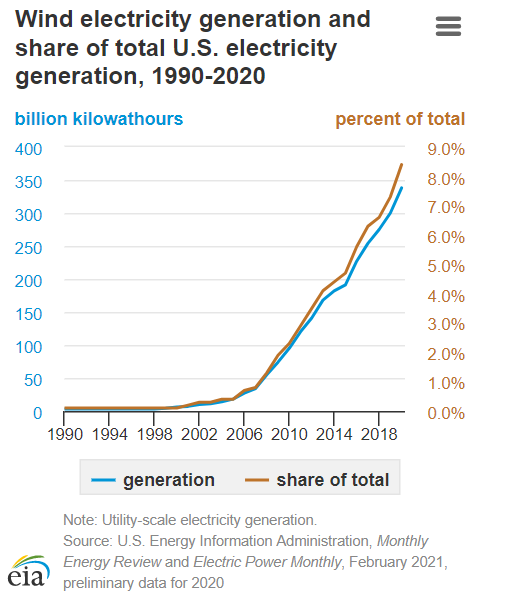 Wind electricity generation and
share of total U.S. electricity
generation, 1990-2020
billion kilowathours
percent of total
400
350
300
250
200
150
100
50
0
9.0%
8.0%
7.0%
6.0%
5.0%
4.0%
3.0%
2.0%
1.0%
0.0%
1990 1994 1998 2002 2006 2010 2014 2018
generation share of total
Note: Utility-scale electricity generation.
Source: U.S. Energy Information Administration, Monthly
Energy Review and Electric Power Monthly, February 2021,
preliminary data for 2020
eia